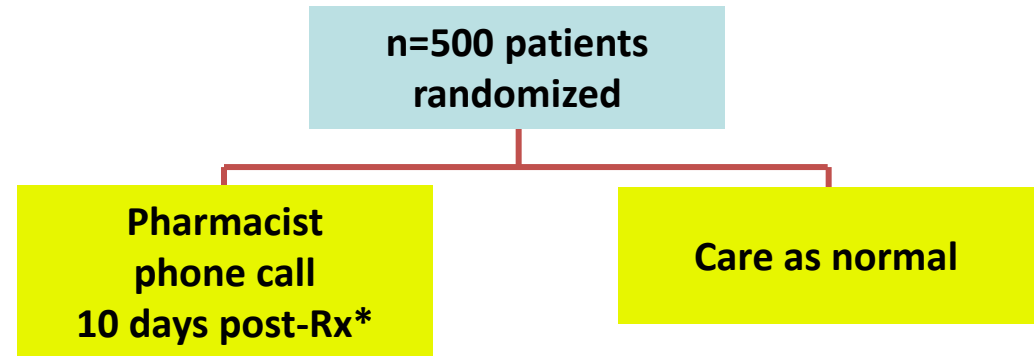 n=500 patients
randomized
Pharmacist
phone call
10 days post-Rx*
Care as normal